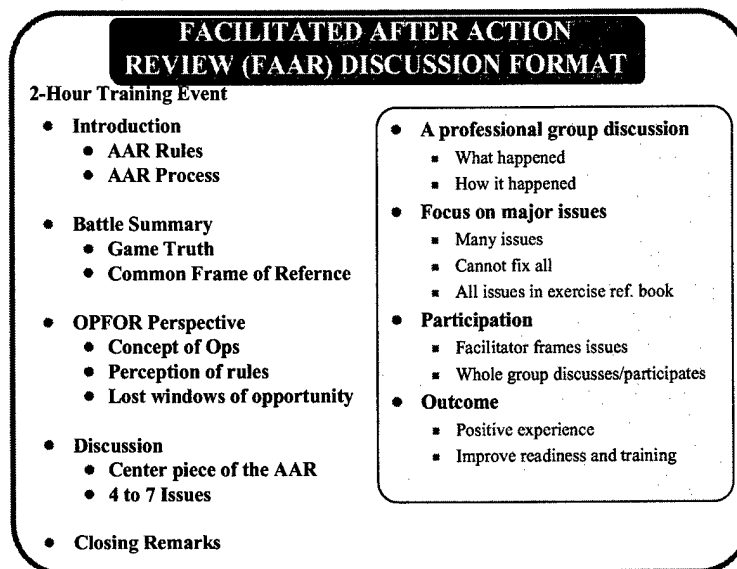 FACILITATED AFTER ACTION
REVIEW (FAAR) DISCUSSION FORMAT
2-Hour Training Event
• Introduction
• AAR Rules
• AAR Process
• Battle Summary
• Game Truth
• Common Frame of Refernce
• OPFOR Perspective
• Concept of Ops
• Perception of rules
• Lost windows of opportunity
• Discussion
• Center piece of the AAR
• 4 to 7 Issues
• Closing Remarks
• A professional group discussion
▪ What happened
▪ How it happened
• Focus on major issues
▪ Many issues
▪ Cannot fix all
▪ All issues in exercise ref. book
• Participation
▪ Facilitator frames issues
▪ Whole group discusses/participates
• Outcome
▪ Positive experience
▪ Improve readiness and training